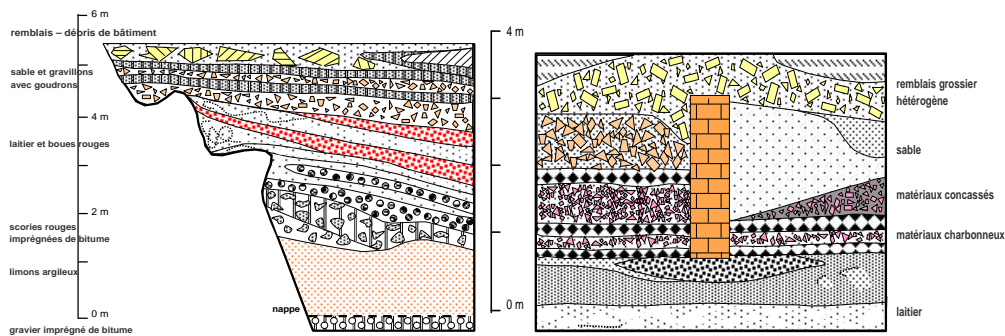 6 m
remblais – débris de bâtiment
sable et gravillons
avec goudrons
4 m
laitier et boues rouges
2 m
scories rouges
imprégnées de bitume
limons argileux
0 m
nappe
gravier imprégné de bitume
4 m
0 m
remblais grossier
hétérogène
sable
matériaux concassés
matériaux charbonneux
laitier